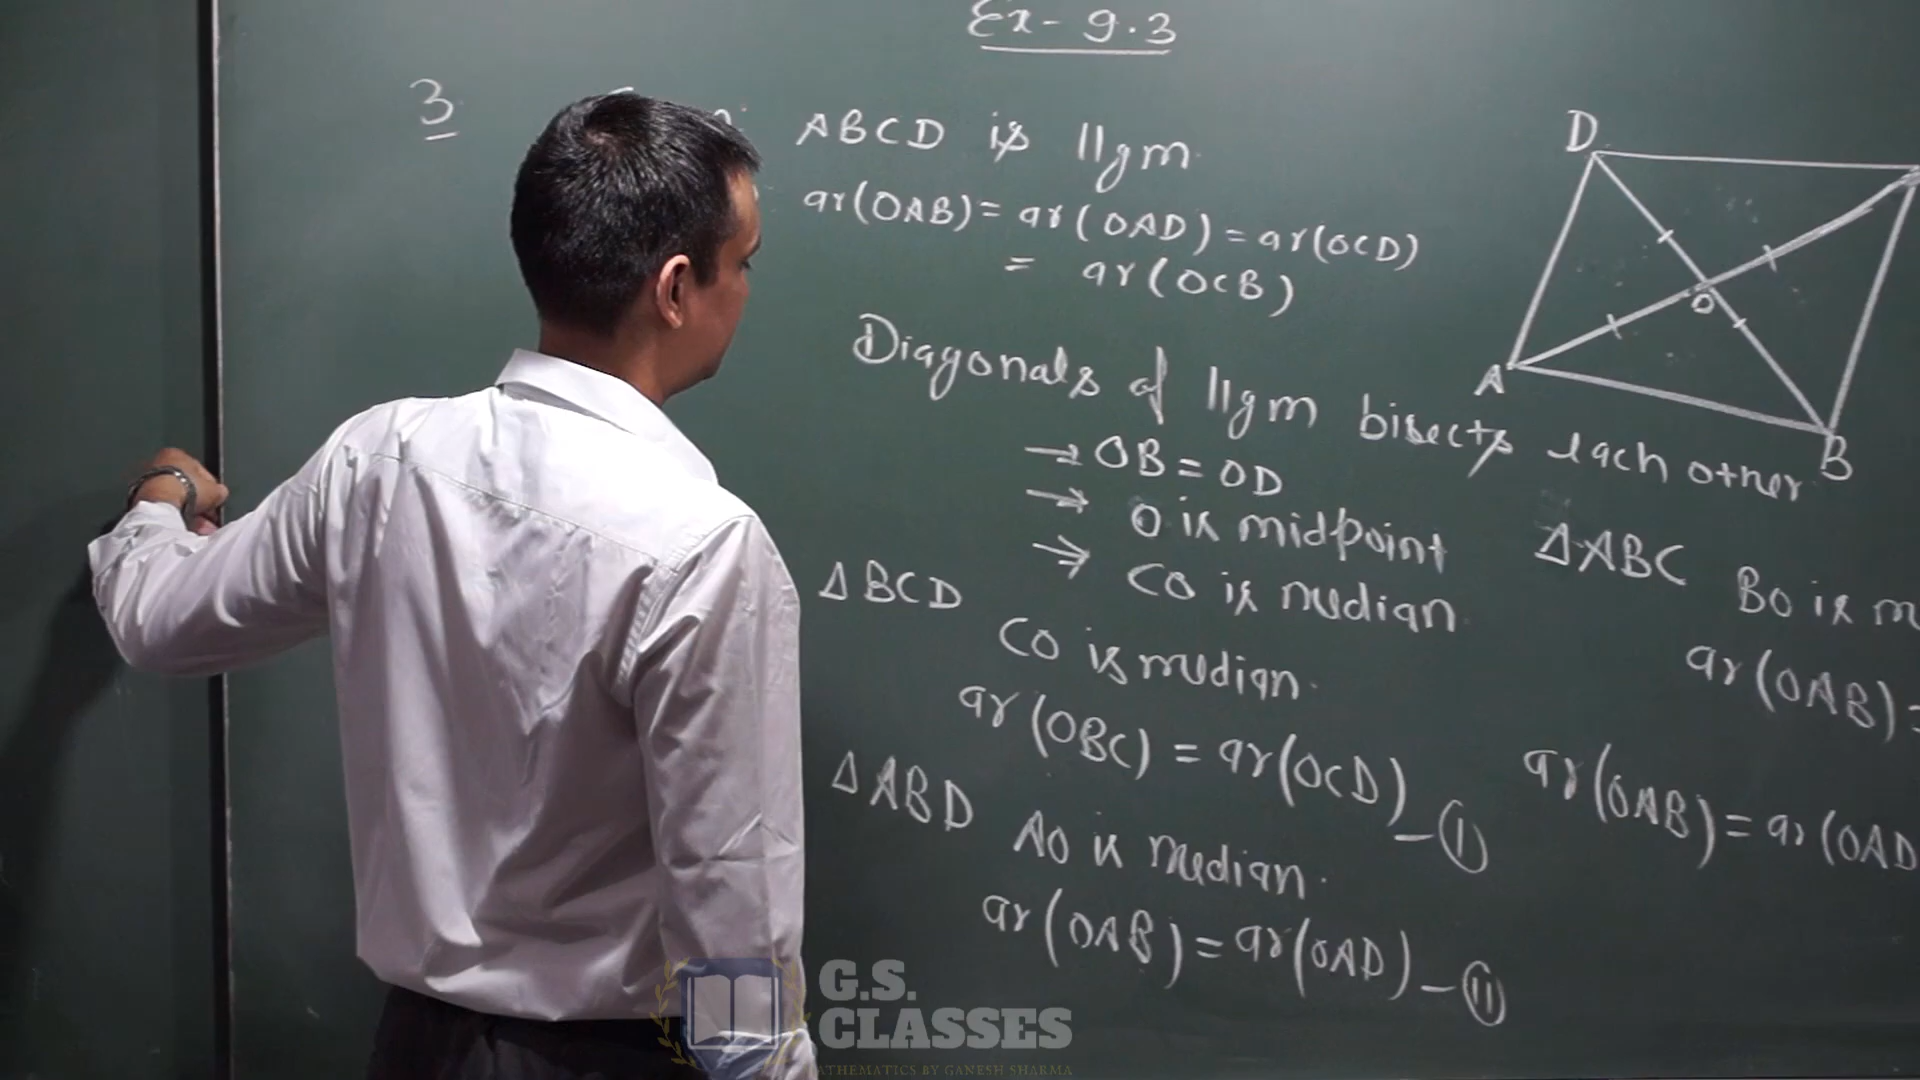 Ex - 9.3
3
ABCD is ||gm
ar(OAB) = ar(OAD) = ar(OCD)
= ar(OCB)
Diagonals of ||gm bisects each other
→ OB = OD
→ O is midpoint
→ CO is median
ΔBCD
CO is median.
ar(OBC) = ar(OCD) – (I)
ΔABD
AO is median.
ar(OAB) = ar(OAD) – (II)
ΔABC BO is
ar(OAB) =
ar(OAB) = ar(OAD
D
O
A
B
G.S.
CLASSES
MATHEMATICS BY GANESH SHARMA